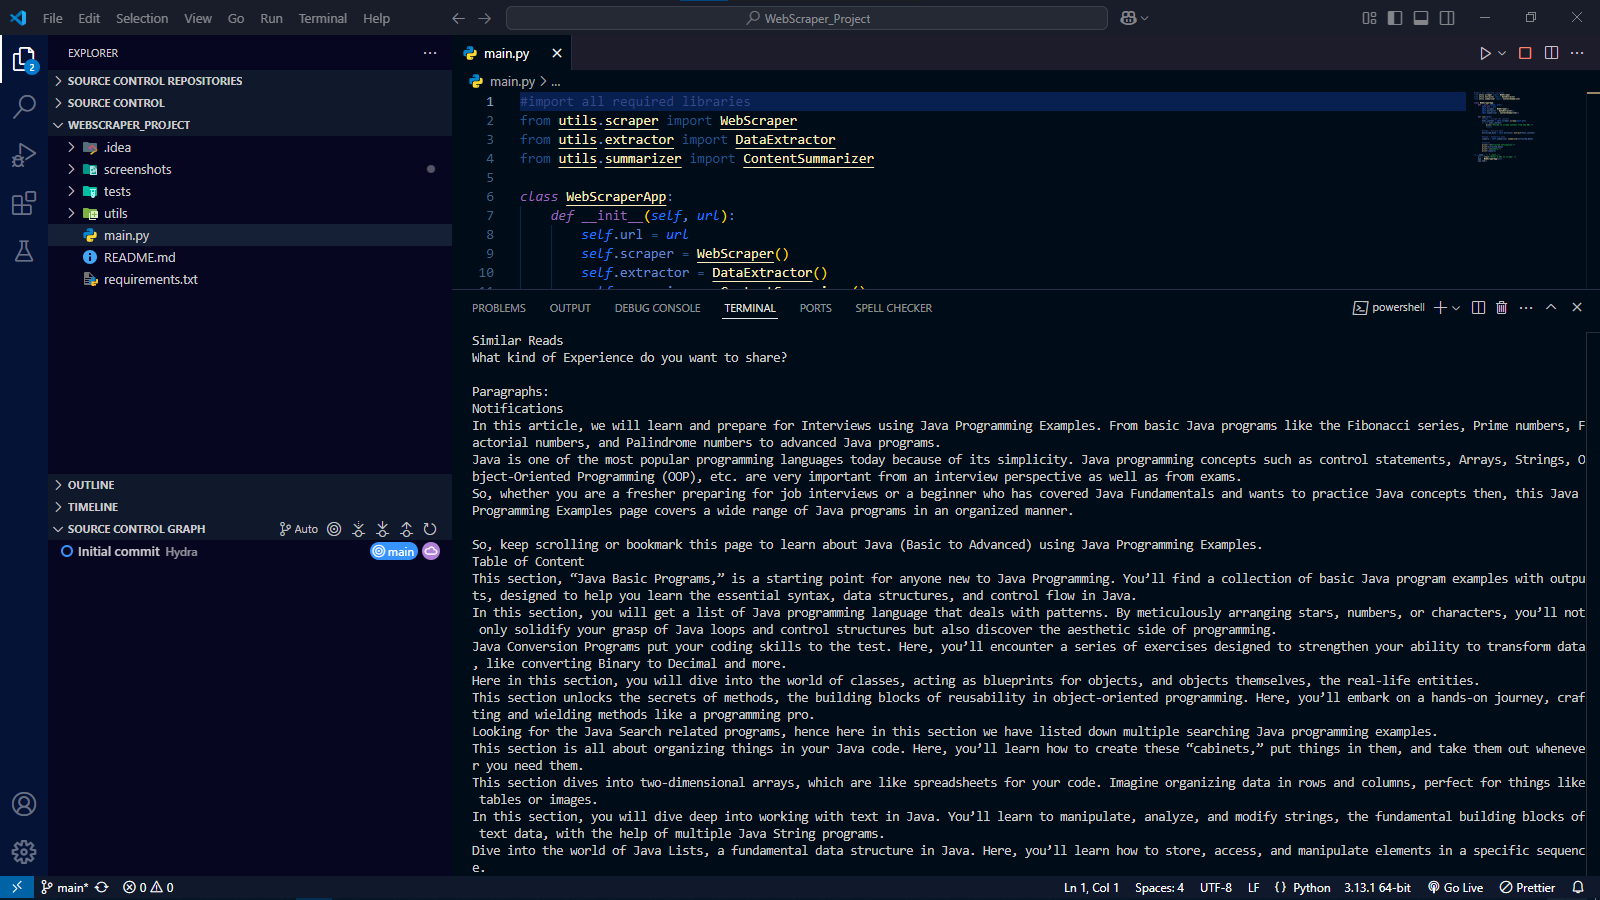 File Edit Selection View Go Run Terminal Help
WebScraper_Project
EXPLORER
SOURCE CONTROL REPOSITORIES
SOURCE CONTROL
WEBSCRAPER_PROJECT
.idea
screenshots
tests
utils
main.py
README.md
requirements.txt
OUTLINE
TIMELINE
SOURCE CONTROL GRAPH Auto
Initial commit Hydra main
2
main.py
main.py > ...
1 #import all required libraries
2 from utils.scraper import WebScraper
3 from utils.extractor import DataExtractor
4 from utils.summarizer import ContentSummarizer
5
6 class WebScraperApp:
7 def __init__(self, url):
8 self.url = url
9 self.scraper = WebScraper()
10 self.extractor = DataExtractor()
PROBLEMS OUTPUT DEBUG CONSOLE TERMINAL PORTS SPELL CHECKER
powershell
Similar Reads
What kind of Experience do you want to share?
Paragraphs:
Notifications
In this article, we will learn and prepare for Interviews using Java Programming Examples. From basic Java programs like the Fibonacci series, Prime numbers, F
actorial numbers, and Palindrome numbers to advanced Java programs.
Java is one of the most popular programming languages today because of its simplicity. Java programming concepts such as control statements, Arrays, Strings, O
bject-Oriented Programming (OOP), etc. are very important from an interview perspective as well as from exams.
So, whether you are a fresher preparing for job interviews or a beginner who has covered Java Fundamentals and wants to practice Java concepts then, this Java
Programming Examples page covers a wide range of Java programs in an organized manner.
So, keep scrolling or bookmark this page to learn about Java (Basic to Advanced) using Java Programming Examples.
Table of Content
This section, “Java Basic Programs,” is a starting point for anyone new to Java Programming. You’ll find a collection of basic Java program examples with outpu
ts, designed to help you learn the essential syntax, data structures, and control flow in Java.
In this section, you will get a list of Java programming language that deals with patterns. By meticulously arranging stars, numbers, or characters, you’ll not
only solidify your grasp of Java loops and control structures but also discover the aesthetic side of programming.
Java Conversion Programs put your coding skills to the test. Here, you’ll encounter a series of exercises designed to strengthen your ability to transform data
, like converting Binary to Decimal and more.
Here in this section, you will dive into the world of classes, acting as blueprints for objects, and objects themselves, the real-life entities.
This section unlocks the secrets of methods, the building blocks of reusability in object-oriented programming. Here, you’ll embark on a hands-on journey, craf
ting and wielding methods like a programming pro.
Looking for the Java Search related programs, hence here in this section we have listed down multiple searching Java programming examples.
This section is all about organizing things in your Java code. Here, you’ll learn how to create these “cabinets,” put things in them, and take them out wheneve
r you need them.
This section dives into two-dimensional arrays, which are like spreadsheets for your code. Imagine organizing data in rows and columns, perfect for things like
tables or images.
In this section, you will dive deep into working with text in Java. You’ll learn to manipulate, analyze, and modify strings, the fundamental building blocks of
text data, with the help of multiple Java String programs.
Dive into the world of Java Lists, a fundamental data structure in Java. Here, you’ll learn how to store, access, and manipulate elements in a specific sequenc
e.
main* 0 0 Ln 1, Col 1 Spaces: 4 UTF-8 LF {} Python 3.13.1 64-bit Go Live Prettier